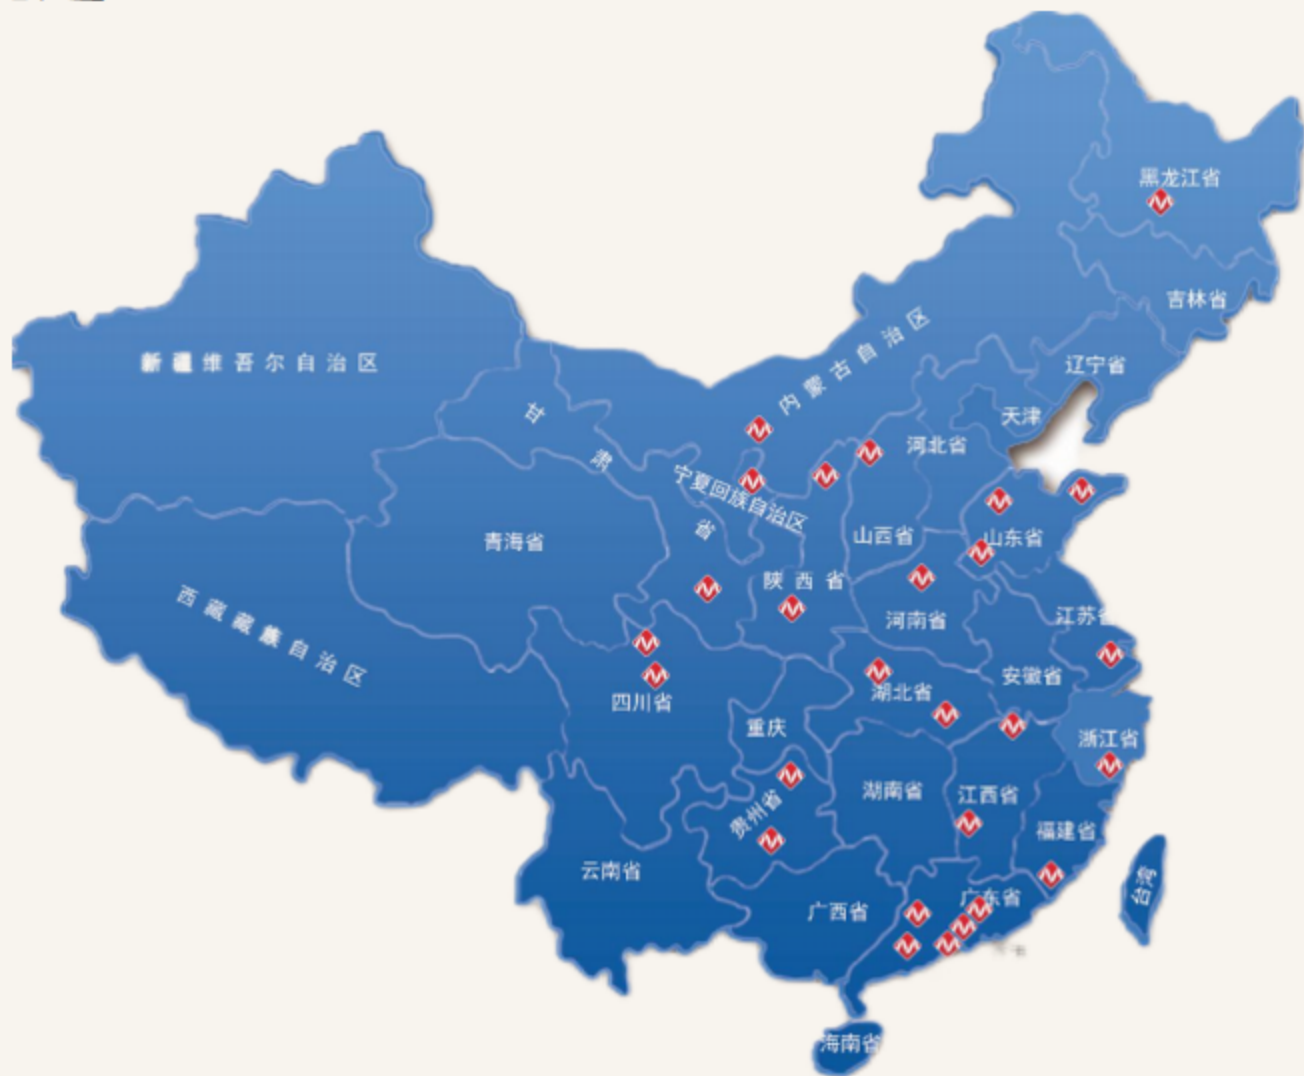 黑龙江省
吉林省
内蒙古自治区
新疆维吾尔自治区
辽宁省
甘
肃
省
天津
河北省
宁夏回族自治区
青海省
山西省
山东省
陕西省
西藏藏族自治区
河南省
江苏省
四川省
湖北省
安徽省
重庆
浙江省
湖南省
江西省
贵州省
福建省
云南省
台湾
广西省
广东省
海南省